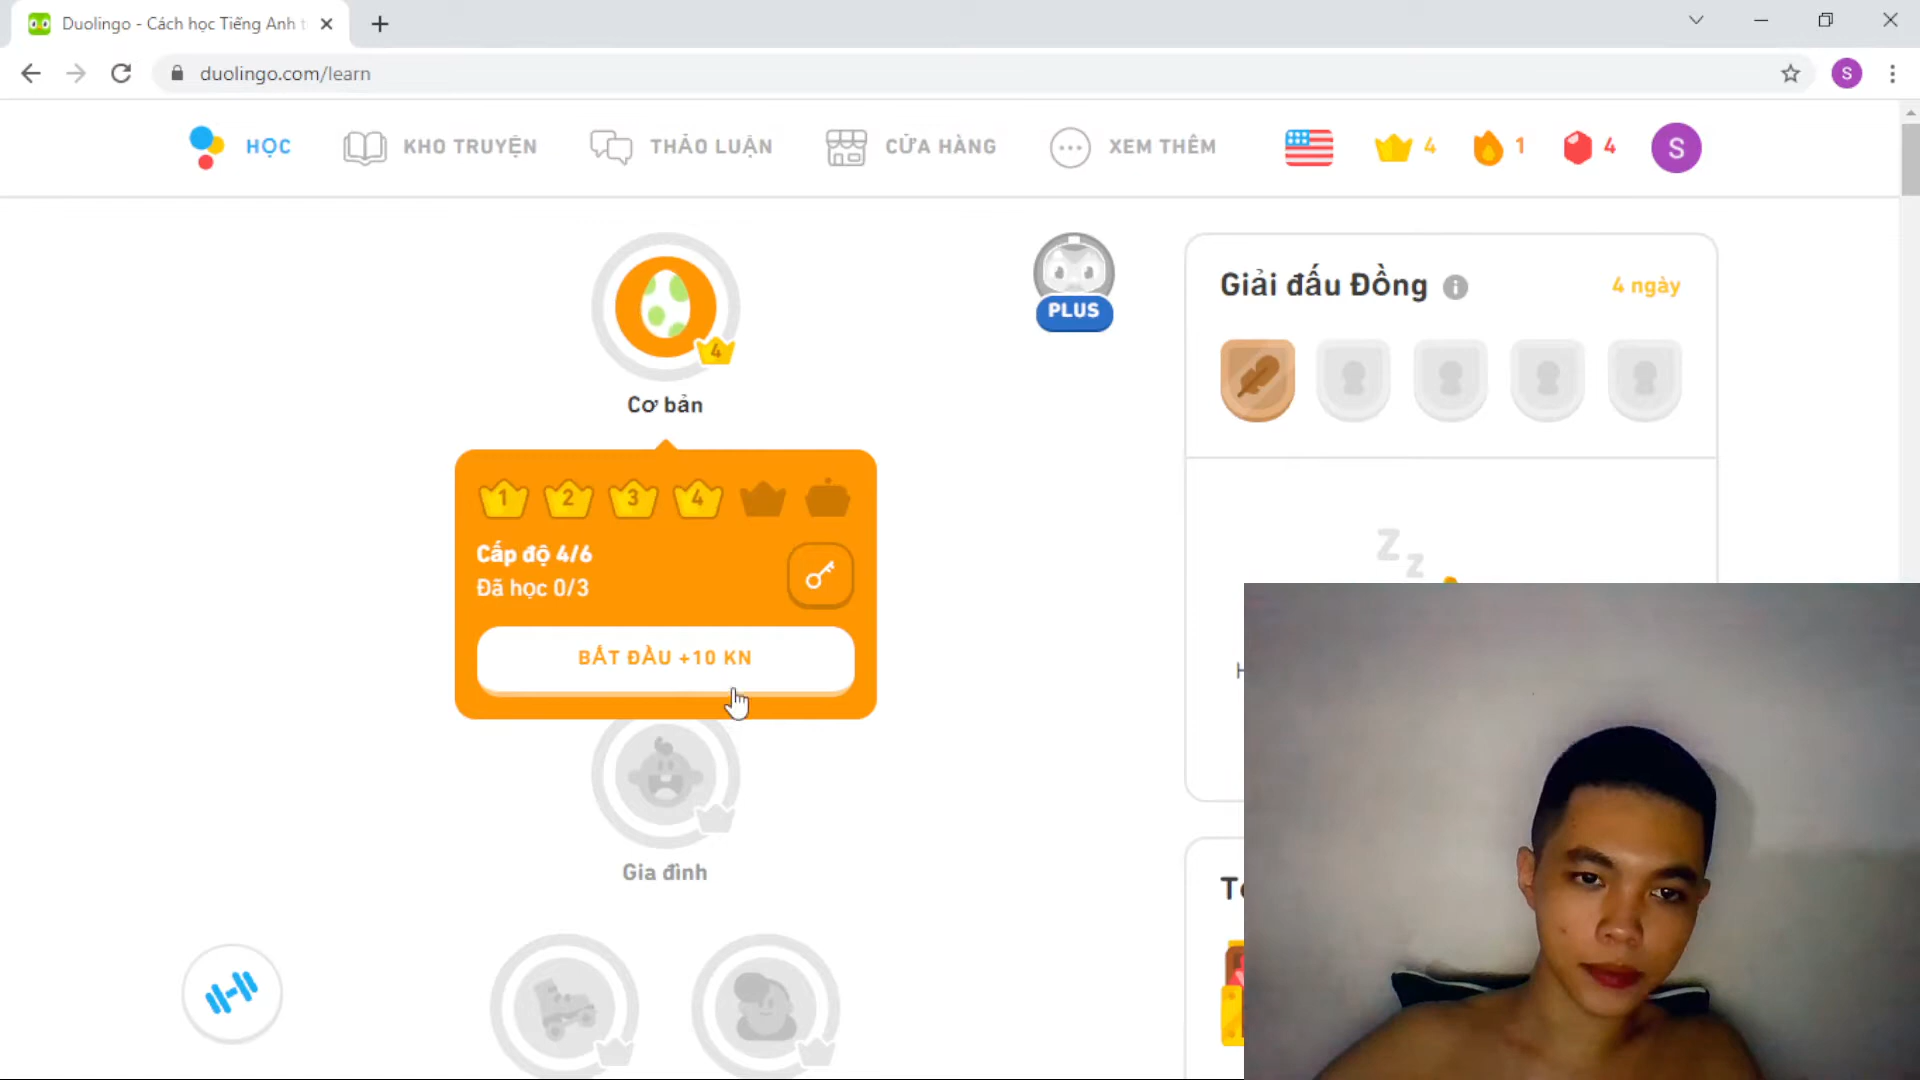 Duolingo - Cách học Tiếng Anh t
duolingo.com/learn
S
HỌC
KHO TRUYỆN
THẢO LUẬN
CỬA HÀNG
XEM THÊM
4
1
4
S
4
Cơ bản
PLUS
Giải đấu Đồng
4 ngày
1 2 3 4
Cấp độ 4/6
Đã học 0/3
BẮT ĐẦU +10 KN
Z z
Gia đình